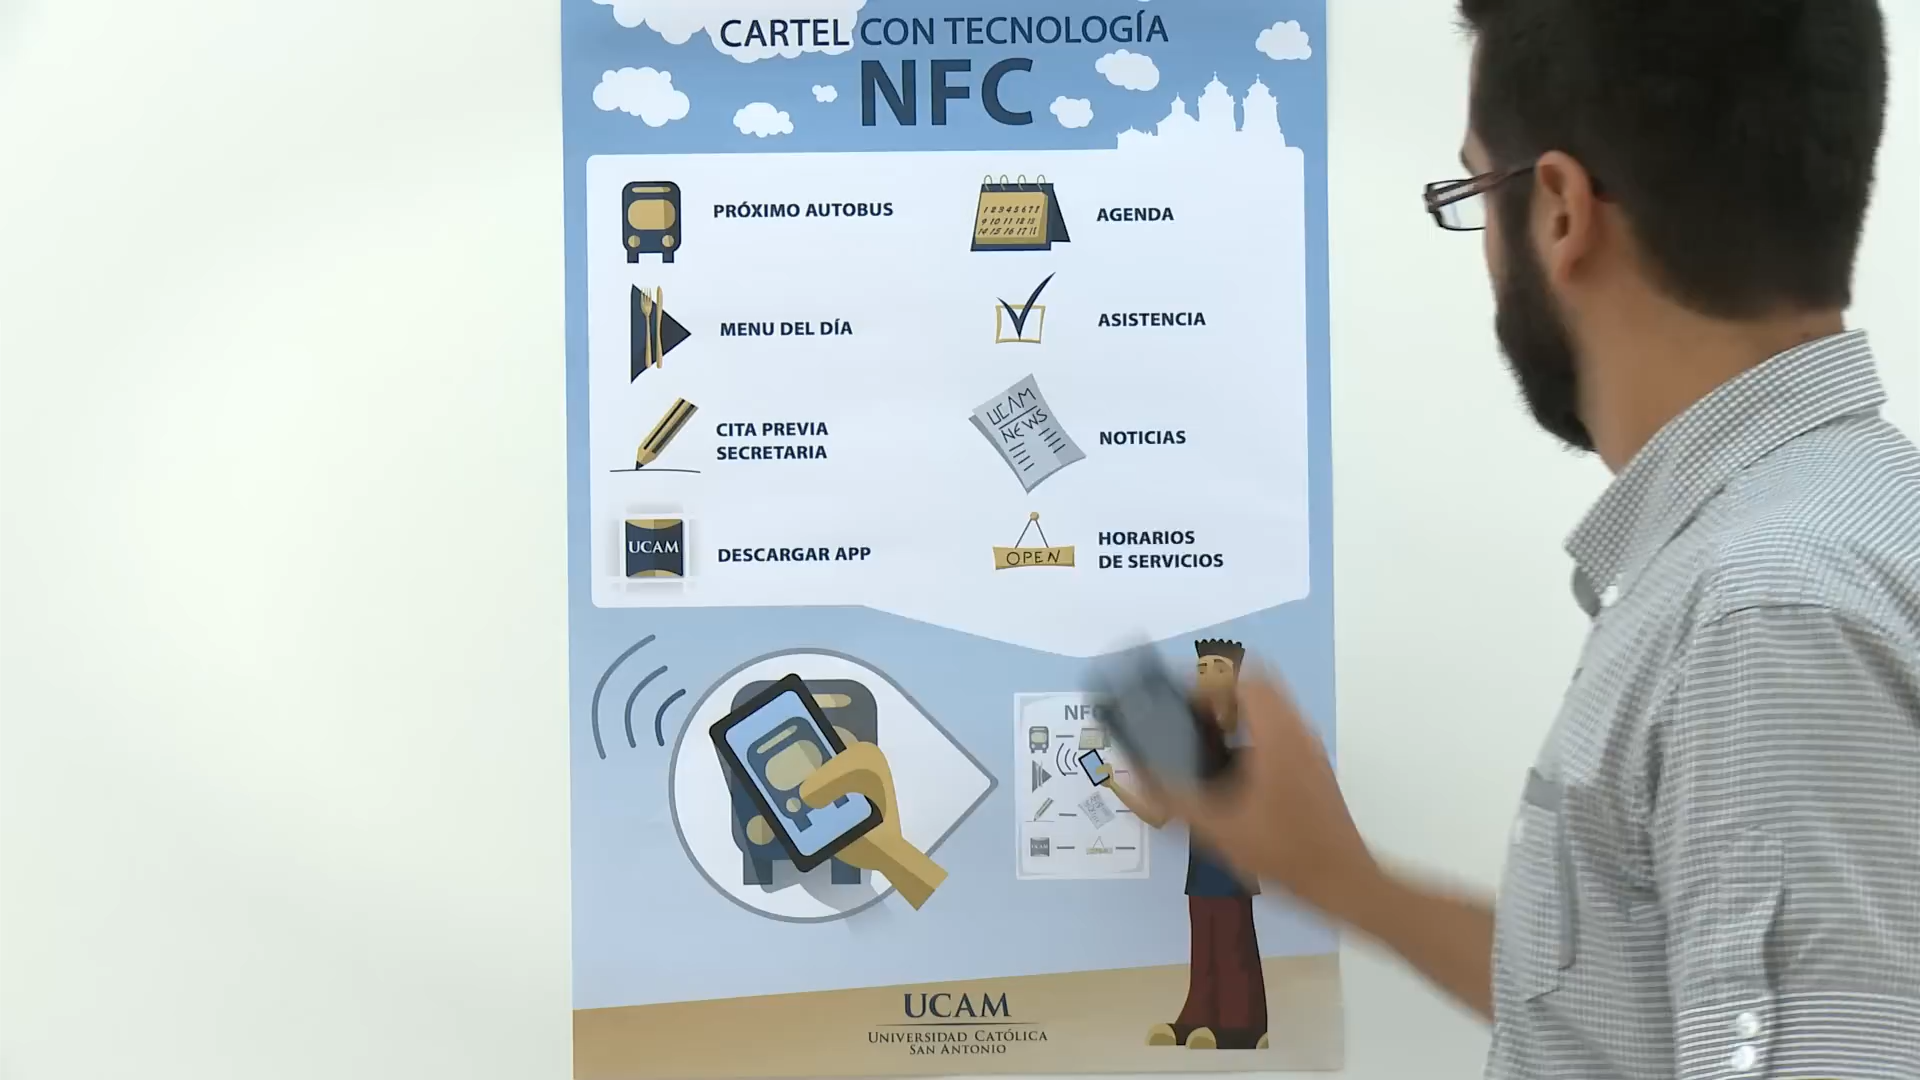 CARTEL CON TECNOLOGÍA
NFC
PRÓXIMO AUTOBUS
AGENDA
MENU DEL DÍA
ASISTENCIA
CITA PREVIA
SECRETARIA
UCAM
NEWS
NOTICIAS
UCAM
DESCARGAR APP
OPEN
HORARIOS
DE SERVICIOS
UCAM
UNIVERSIDAD CATÓLICA
SAN ANTONIO